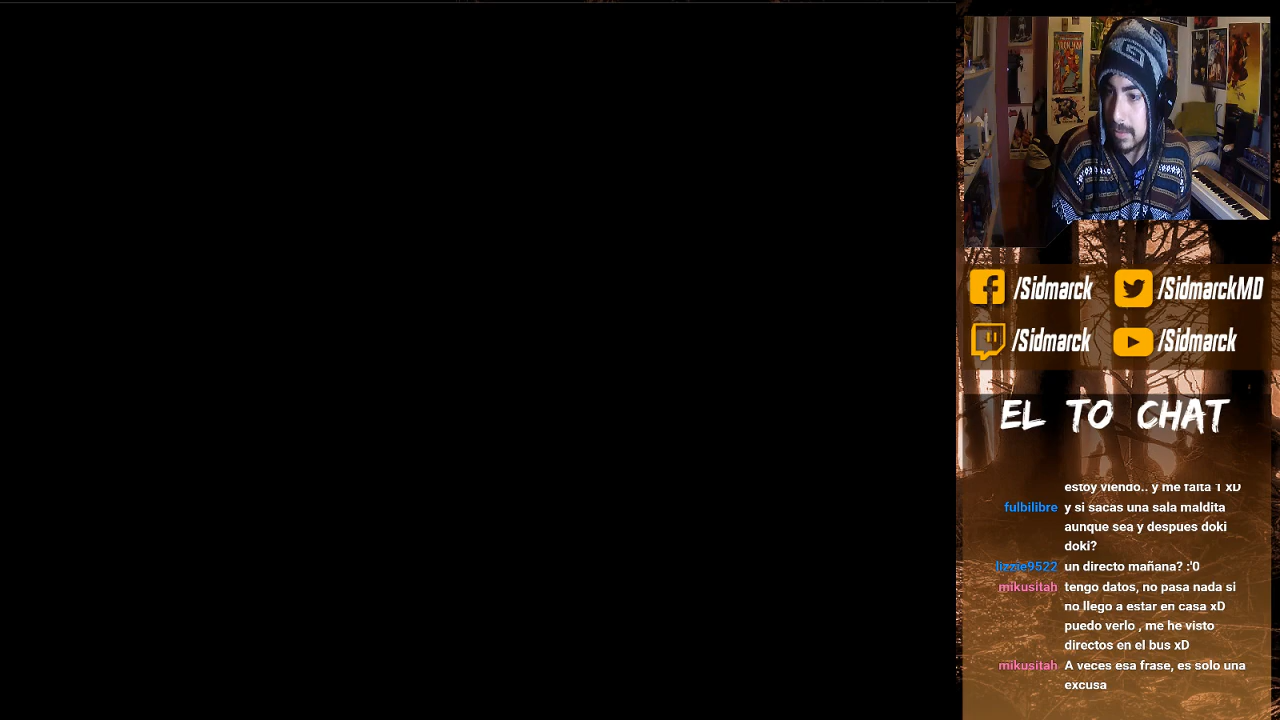 /Sidmarck
/SidmarckMD
/Sidmarck
/Sidmarck
EL TO CHAT
estoy viendo.. y me falta 1 xD
fulbilibre y si sacas una sala maldita
aunque sea y despues doki
doki?
lizzie9522 un directo mañana? :'0
mikusitah tengo datos, no pasa nada si
no llego a estar en casa xD
puedo verlo , me he visto
directos en el bus xD
mikusitah A veces esa frase, es solo una
excusa